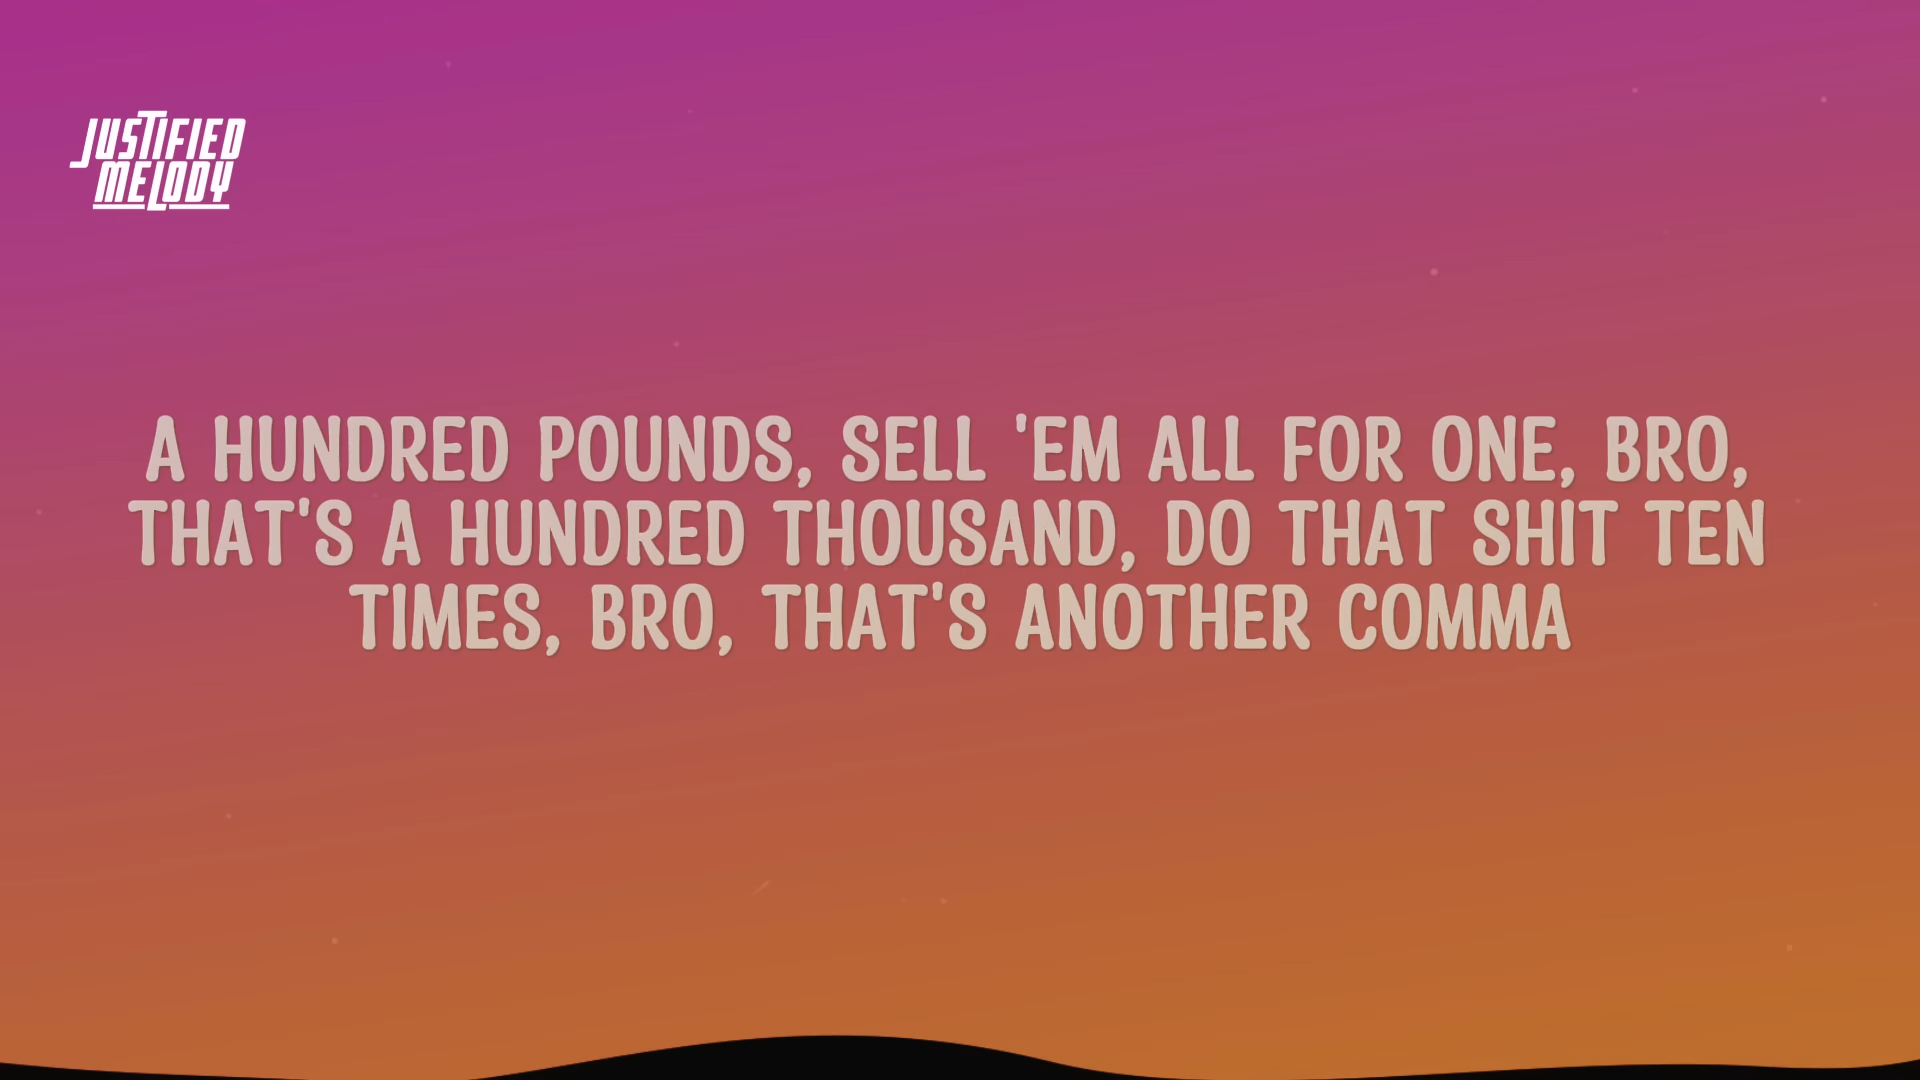 JUSTIFIED
MELODY
A HUNDRED POUNDS, SELL 'EM ALL FOR ONE, BRO,
THAT'S A HUNDRED THOUSAND, DO THAT SHIT TEN
TIMES, BRO, THAT'S ANOTHER COMMA